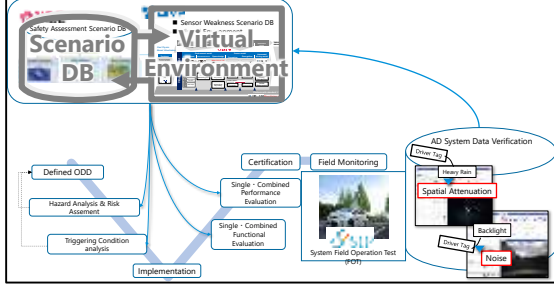 Safety Assessment Scenario DB
■ Sensor Weakness Scenario DB
Scenario
DB
Virtual
Environment
AD System Data Verification
Driver Tag
Heavy Rain
Spatial Attenuation
Backlight
Driver Tag
Noise
Certification
Field Monitoring
Defined ODD
Hazard Analysis & Risk
Assement
Triggering Condition
analysis
Implementation
Single・Combined
Performance
Evaluation
Single・Combined
Functional
Evaluation
SIP
System Field Operation Test
(FOT)